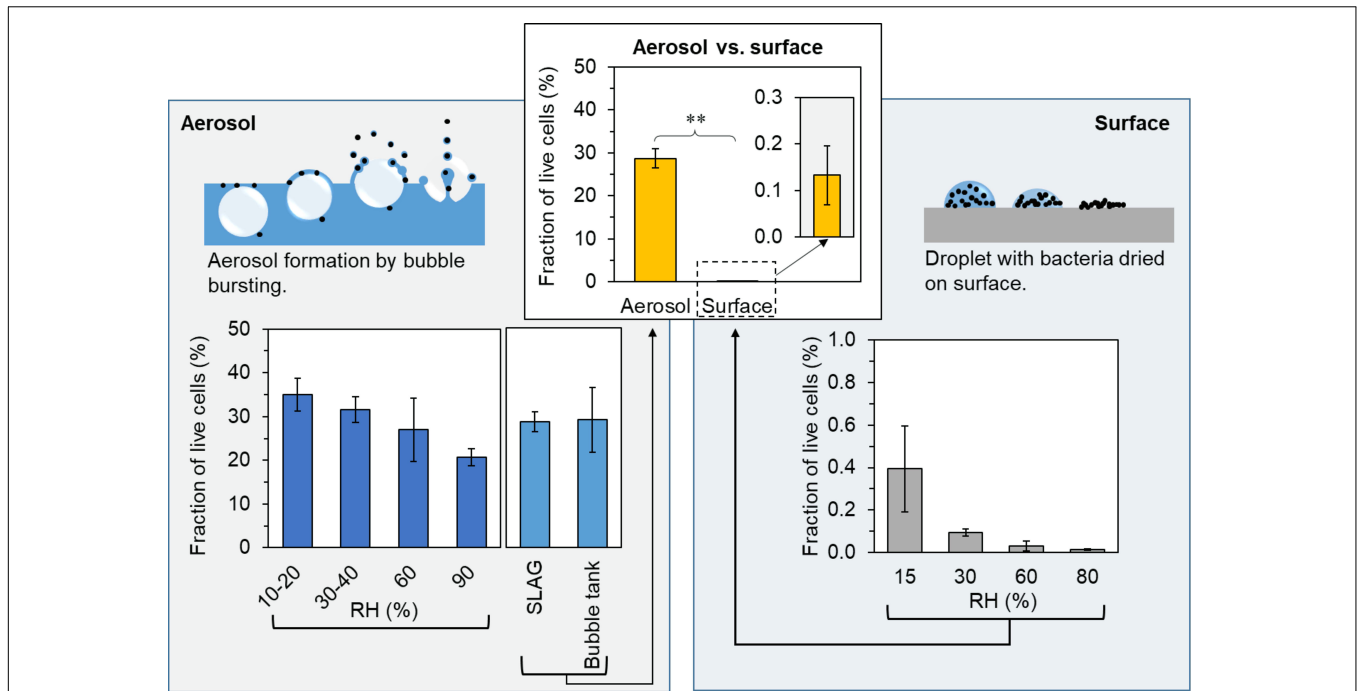 Aerosol vs. surface
Fraction of live cells (%)
50
40
30
20
10
0
**
0.3
0.2
0.1
0.0
Aerosol Surface
Aerosol
Aerosol formation by bubble
bursting.
Fraction of live cells (%)
50
40
30
20
10
0
10-20
30-40
60
90
RH (%)
SLAG
Bubble tank
Surface
Droplet with bacteria dried
on surface.
Fraction of live cells (%)
1.0
0.8
0.6
0.4
0.2
0.0
15 30 60 80
RH (%)